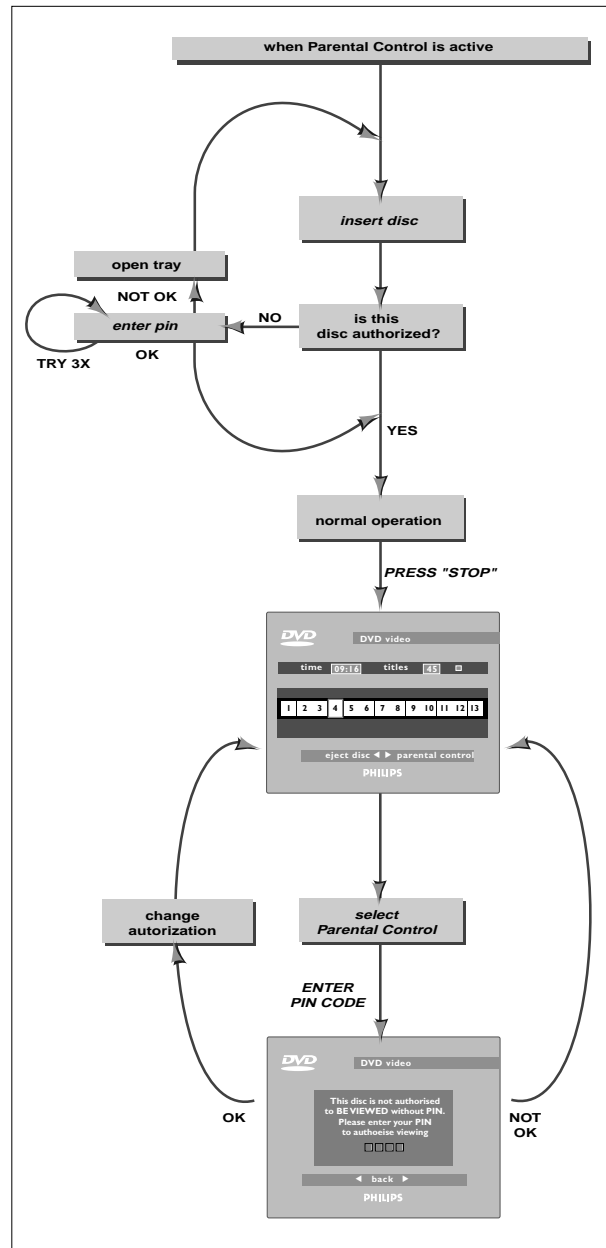 when Parental Control is active
insert disc
open tray
NOT OK
enter pin
NO
is this
disc authorized?
OK
TRY 3X
YES
normal operation
PRESS "STOP"
DVD
DVD video
time 09:16 titles 45
1 2 3 4 5 6 7 8 9 10 11 12 13
eject disc ◀ ▶ parental control
PHILIPS
change
autorization
select
Parental Control
ENTER
PIN CODE
DVD
DVD video
This disc is not authorised
to BE VIEWED without PIN.
Please enter your PIN
to authoeise viewing
OK
NOT
OK
◀ back ▶
PHILIPS